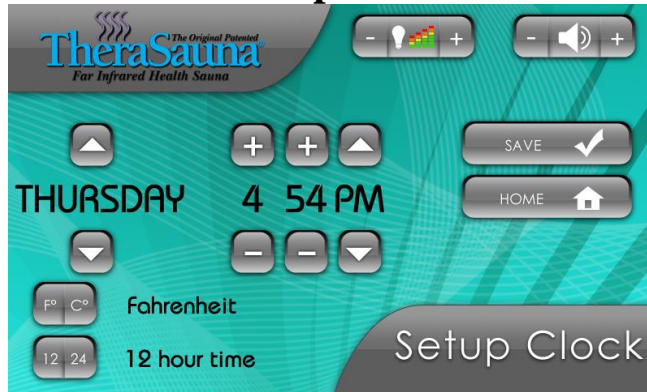 The Original Patented
TheraSauna®
Far Infrared Health Sauna
- +
- +
+ +
SAVE
THURSDAY 4 54 PM
HOME
- -
F° C° Fahrenheit
12 24 12 hour time
Setup Clock